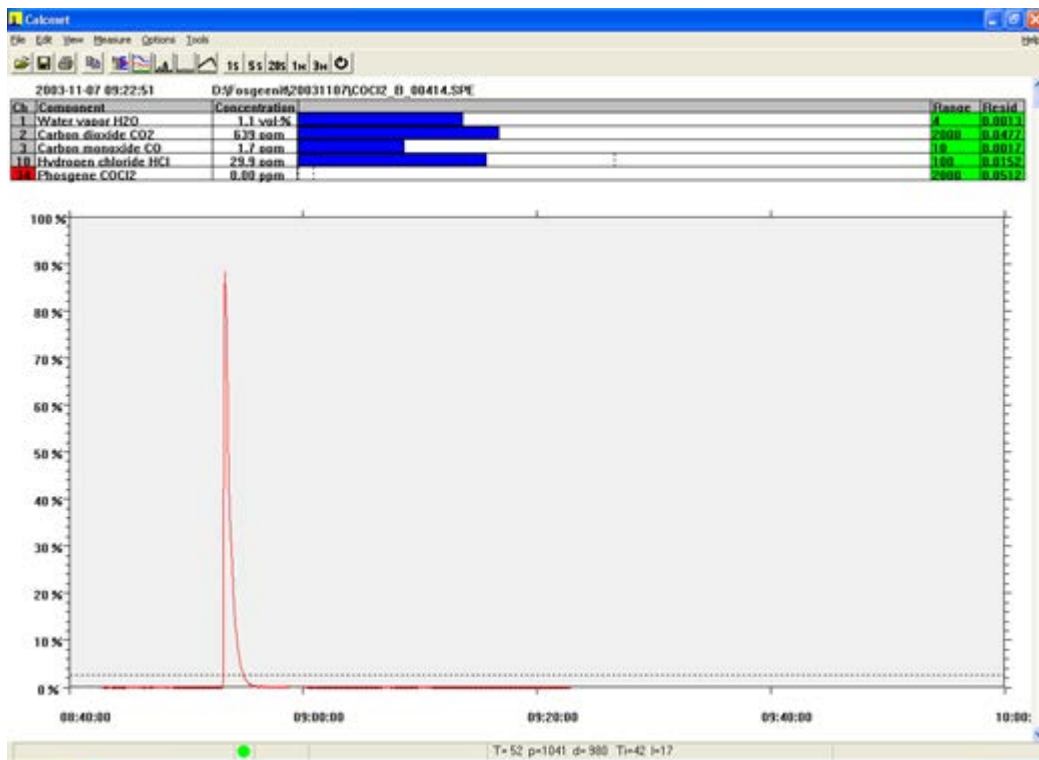 Calcmet
File Edit View Measure Options Tools Help
1S 5S 20S 1M 3M
2003-11-07 09:22:51 D:\Fosgeenit\20031107\COCl2_B_00414.SPE
Ch Component Concentration Range Resid
1 Water vapor H2O 1.1 vol-% 4 0.0013
2 Carbon dioxide CO2 639 ppm 2000 0.0477
3 Carbon monoxide CO 1.7 ppm 10 0.0017
10 Hydrogen chloride HCl 29.9 ppm 100 0.0152
Phosgene COCl2 0.00 ppm 2000 0.0512
100 %
90 %
80 %
70 %
60 %
50 %
40 %
30 %
20 %
10 %
0 %
08:40:00 09:00:00 09:20:00 09:40:00 10:00:
T= 52 p=1041 d= 980 Ti=42 I=17